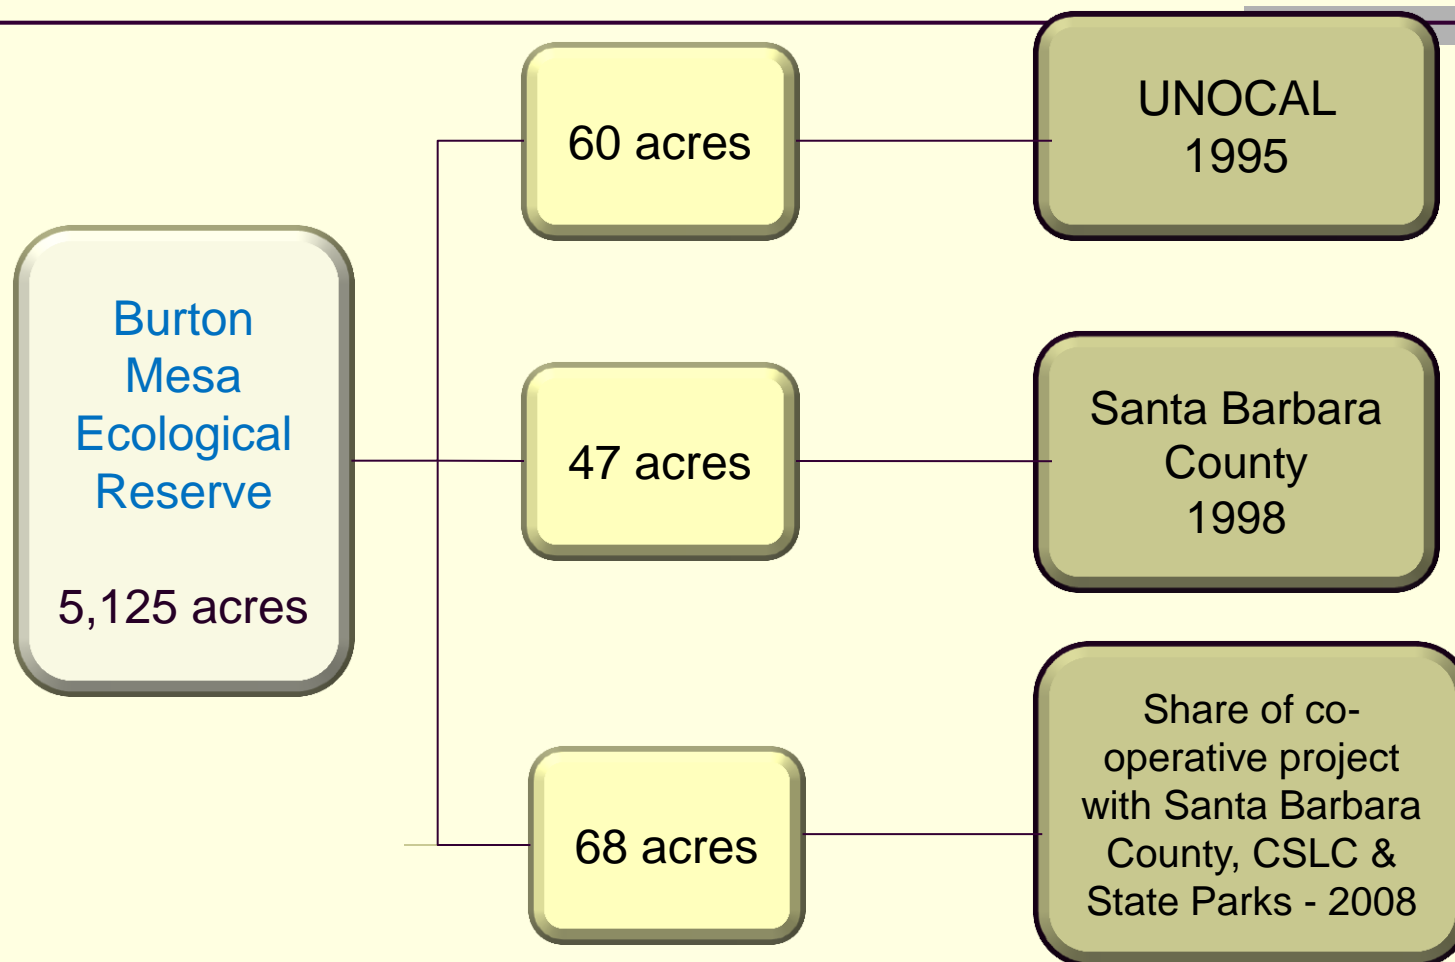 Burton
Mesa
Ecological
Reserve
5,125 acres
60 acres
UNOCAL
1995
47 acres
Santa Barbara
County
1998
68 acres
Share of co-
operative project
with Santa Barbara
County, CSLC &
State Parks - 2008